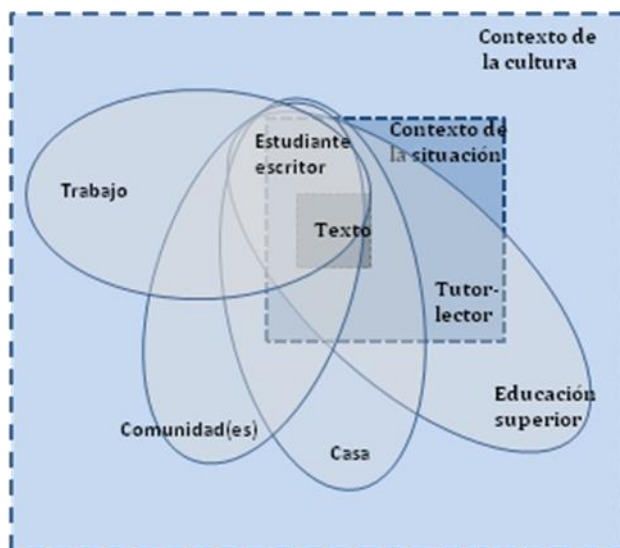 Contexto de
la cultura
Estudiante
escritor
Contexto de
la situación
Trabajo
Texto
Tutor-
lector
Educación
superior
Comunidad(es)
Casa